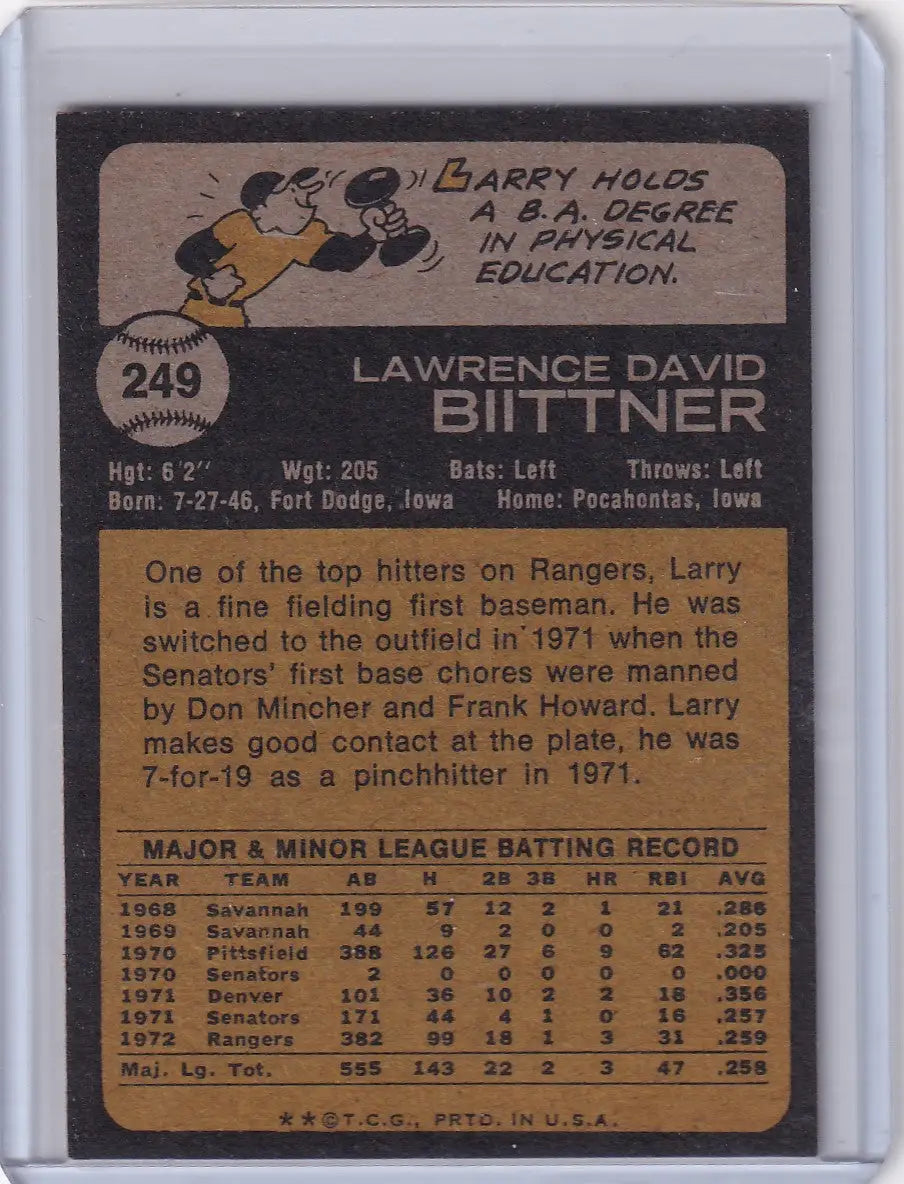 LARRY HOLDS
A B.A. DEGREE
IN PHYSICAL
EDUCATION.
249
LAWRENCE DAVID
BIITTNER
Hgt: 6'2" Wgt: 205 Bats: Left Throws: Left
Born: 7-27-46, Fort Dodge, Iowa Home: Pocahontas, Iowa
One of the top hitters on Rangers, Larry
is a fine fielding first baseman. He was
switched to the outfield in 1971 when the
Senators' first base chores were manned
by Don Mincher and Frank Howard. Larry
makes good contact at the plate, he was
7-for-19 as a pinchhitter in 1971.
MAJOR & MINOR LEAGUE BATTING RECORD
YEAR TEAM AB H 2B 3B HR RBI AVG
1968 Savannah 199 57 12 2 1 21 .286
1969 Savannah 44 9 2 0 0 2 .205
1970 Pittsfield 388 126 27 6 9 62 .325
1970 Senators 2 0 0 0 0 0 .000
1971 Denver 101 36 10 2 2 18 .356
1971 Senators 171 44 4 1 0 16 .257
1972 Rangers 382 99 18 1 3 31 .259
Maj. Lg. Tot. 555 143 22 2 3 47 .258
**©T.C.G., PRTD. IN U.S.A.